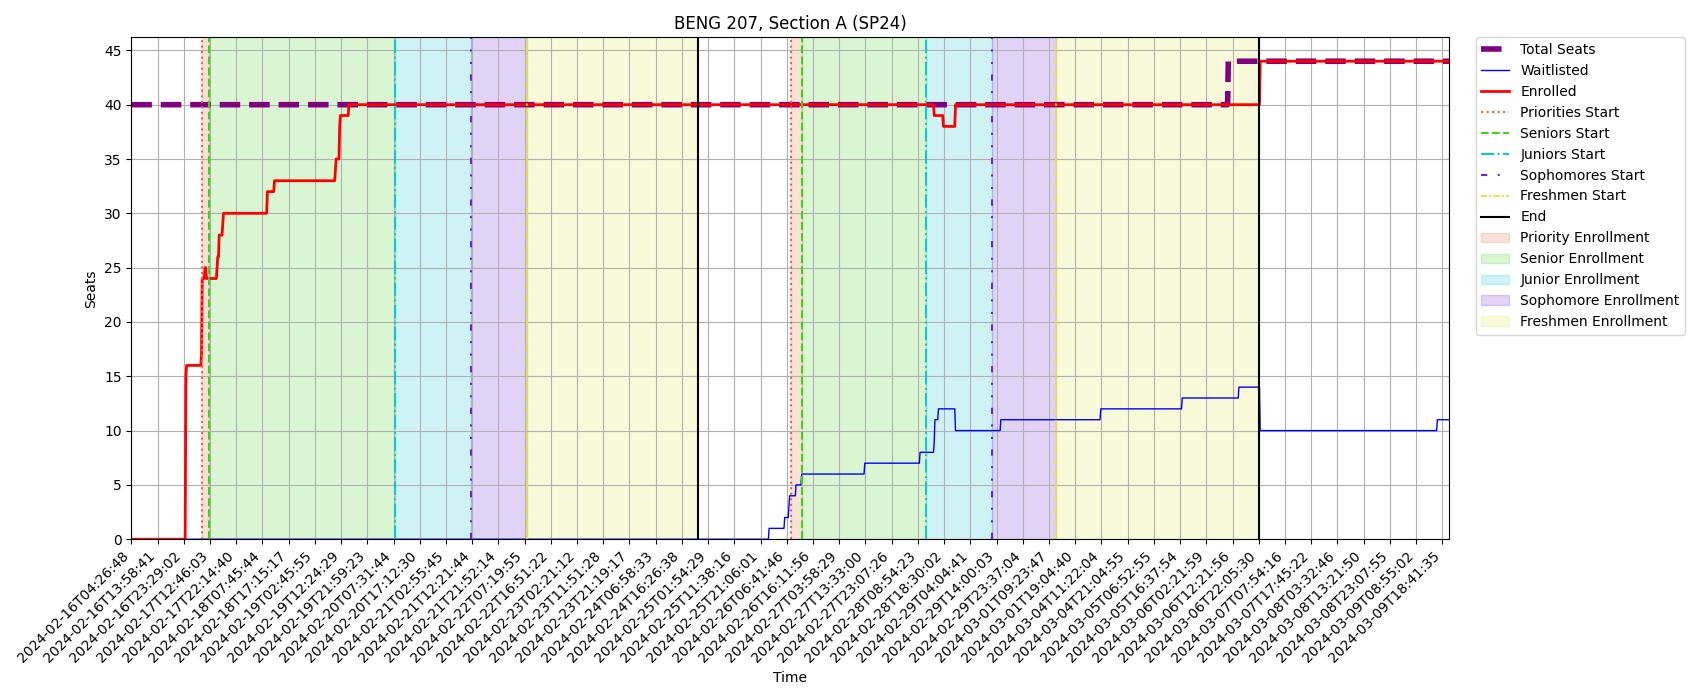 BENG 207, Section A (SP24)
Seats
45
40
35
30
25
20
15
10
5
0
2024-02-16T04:26:48
2024-02-16T13:58:41
2024-02-16T23:29:02
2024-02-17T12:46:03
2024-02-17T22:14:40
2024-02-18T07:45:44
2024-02-18T17:15:17
2024-02-19T02:45:55
2024-02-19T12:24:29
2024-02-19T21:59:23
2024-02-20T07:31:44
2024-02-20T17:12:30
2024-02-21T02:55:45
2024-02-21T12:21:44
2024-02-21T21:52:14
2024-02-22T07:19:55
2024-02-22T16:51:22
2024-02-23T02:21:12
2024-02-23T11:51:28
2024-02-23T21:19:17
2024-02-24T06:58:33
2024-02-24T16:26:38
2024-02-25T01:54:29
2024-02-25T11:38:16
2024-02-25T21:06:01
2024-02-26T06:41:46
2024-02-26T16:11:56
2024-02-27T03:58:29
2024-02-27T13:33:00
2024-02-27T23:07:26
2024-02-28T08:54:23
2024-02-28T18:30:02
2024-02-29T04:04:41
2024-02-29T14:00:03
2024-02-29T23:37:04
2024-03-01T09:23:47
2024-03-01T19:04:40
2024-03-04T11:22:04
2024-03-04T21:04:55
2024-03-05T06:52:55
2024-03-05T16:37:54
2024-03-06T02:21:59
2024-03-06T12:21:56
2024-03-06T22:05:30
2024-03-07T07:54:16
2024-03-07T17:45:22
2024-03-08T03:32:46
2024-03-08T13:21:50
2024-03-08T23:07:55
2024-03-09T08:55:02
2024-03-09T18:41:35
Time
Total Seats
Waitlisted
Enrolled
Priorities Start
Seniors Start
Juniors Start
Sophomores Start
Freshmen Start
End
Priority Enrollment
Senior Enrollment
Junior Enrollment
Sophomore Enrollment
Freshmen Enrollment